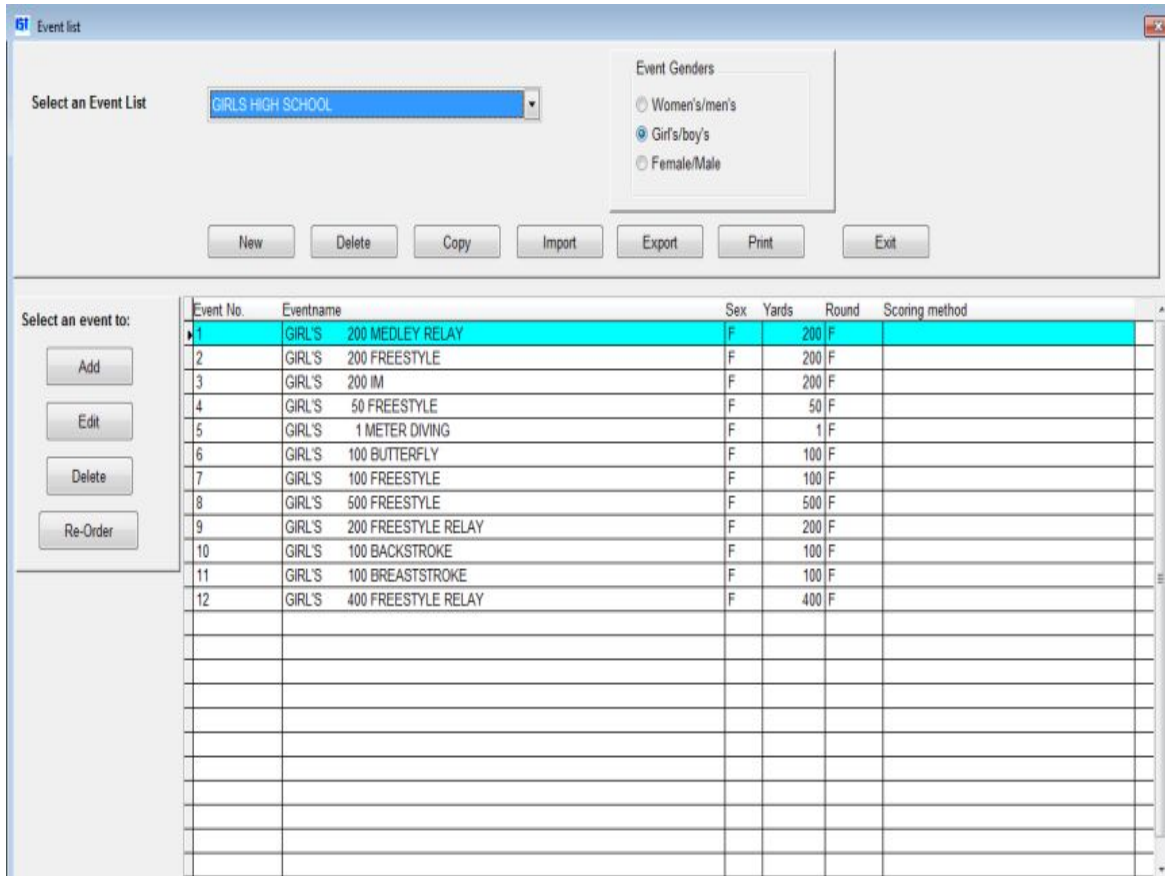 IST Event list
Event Genders
Select an Event List GIRLS HIGH SCHOOL Women's/men's
Girl's/boy's
Female/Male
New Delete Copy Import Export Print Exit
Select an event to:
Add
Edit
Delete
Re-Order
Event No. Eventname Sex Yards Round Scoring method
1 GIRL'S 200 MEDLEY RELAY F 200 F
2 GIRL'S 200 FREESTYLE F 200 F
3 GIRL'S 200 IM F 200 F
4 GIRL'S 50 FREESTYLE F 50 F
5 GIRL'S 1 METER DIVING F 1 F
6 GIRL'S 100 BUTTERFLY F 100 F
7 GIRL'S 100 FREESTYLE F 100 F
8 GIRL'S 500 FREESTYLE F 500 F
9 GIRL'S 200 FREESTYLE RELAY F 200 F
10 GIRL'S 100 BACKSTROKE F 100 F
11 GIRL'S 100 BREASTSTROKE F 100 F
12 GIRL'S 400 FREESTYLE RELAY F 400 F